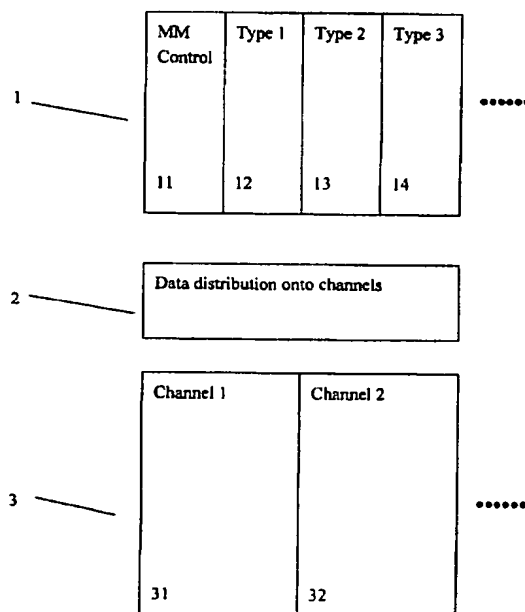 MM Control
Type 1
Type 2
Type 3
1
11
12
13
14
Data distribution onto channels
2
Channel 1
Channel 2
3
31
32